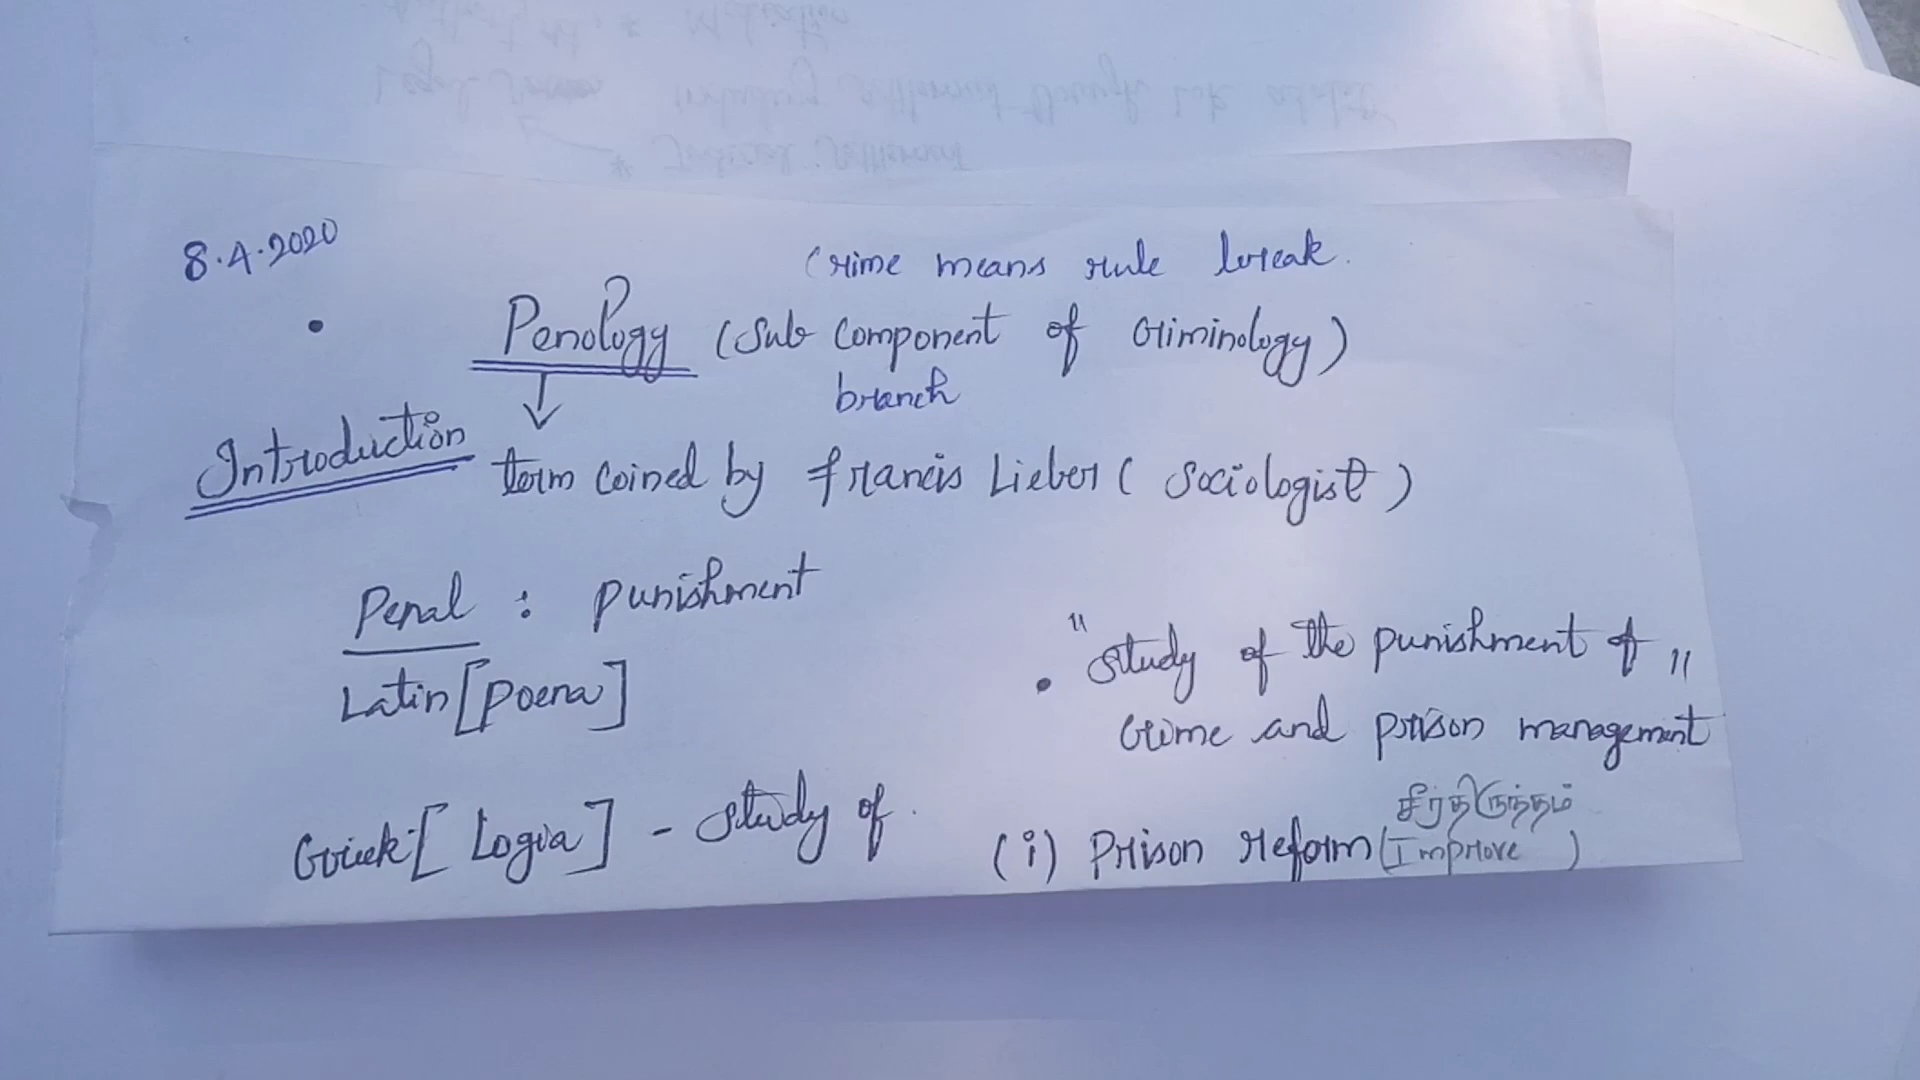 8.4.2020
Crime means rule break.
Penology (Sub Component of Criminology)
branch
Introduction
term coined by Francis Lieber ( Sociologist )
Penal : Punishment
Latin [Poena]
Greek [ Logia ] - Study of.
"Study of the punishment of
Crime and prison management"
சீர்திருத்தம்
(i) Prison reform (Improve )